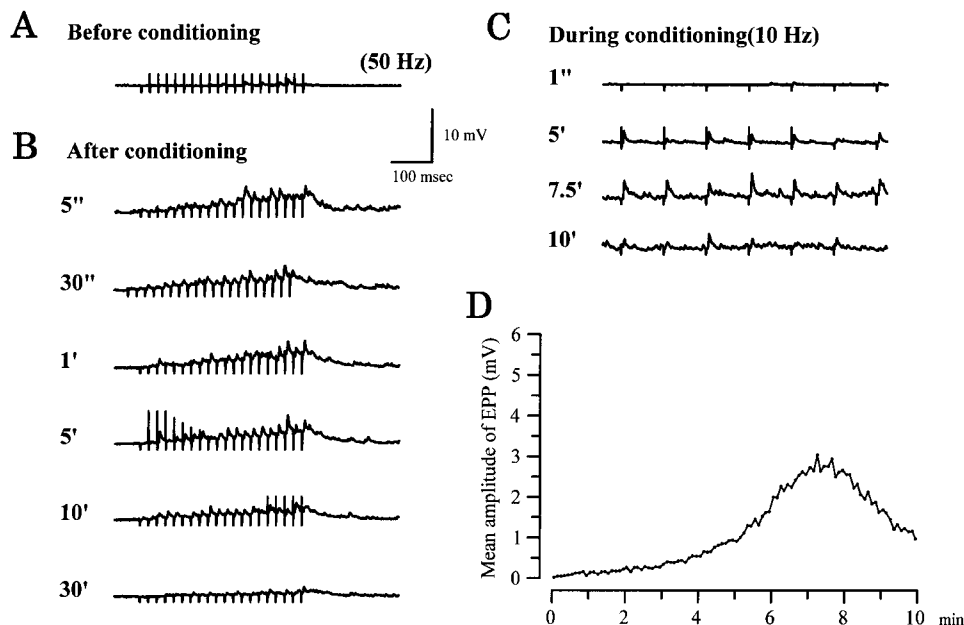 A Before conditioning
(50 Hz)
10 mV
100 msec
B After conditioning
5"
30"
1'
5'
10'
30'
C During conditioning(10 Hz)
1"
5'
7.5'
10'
D
Mean amplitude of EPP (mV)
6
5
4
3
2
1
0
0 2 4 6 8 10 min